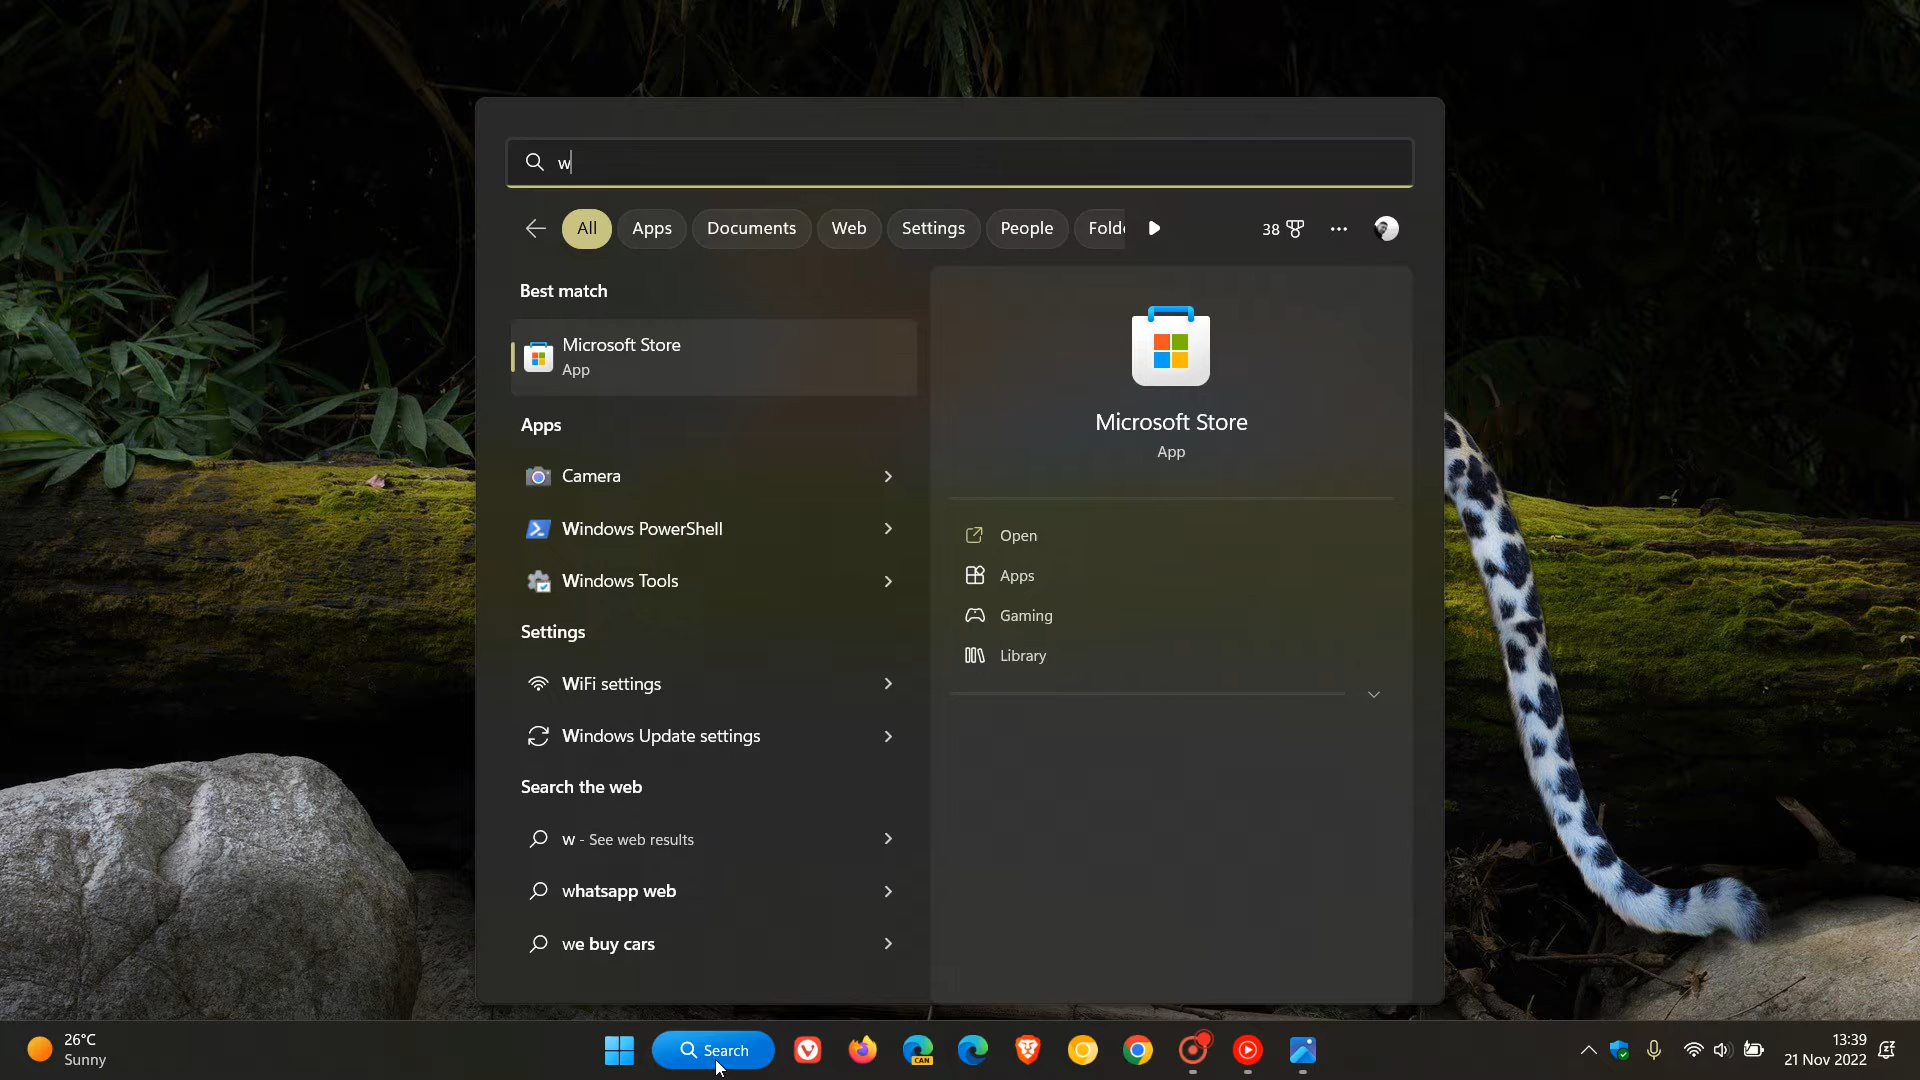 w
All Apps Documents Web Settings People Folde 38
Best match
Microsoft Store
App
Apps
Camera
Windows PowerShell
Windows Tools
Settings
WiFi settings
Windows Update settings
Search the web
w - See web results
whatsapp web
we buy cars
Microsoft Store
App
Open
Apps
Gaming
Library
26°C
Sunny
Search
CAN
13:39
21 Nov 2022